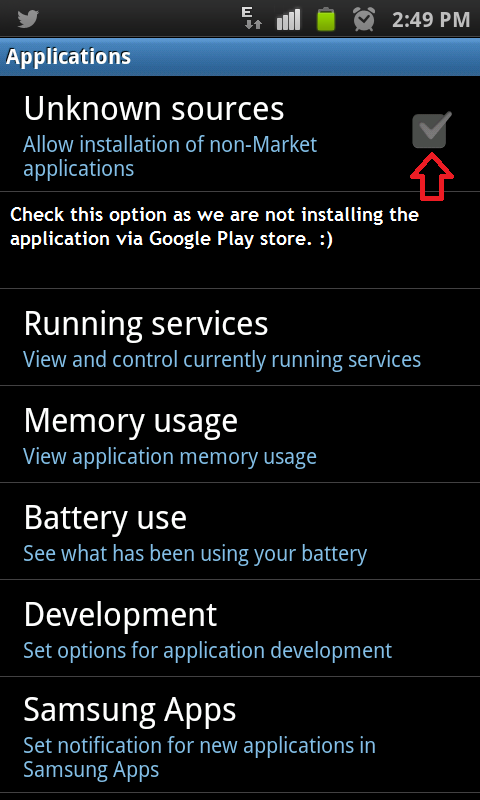 E 2:49 PM
Applications
Unknown sources
Allow installation of non-Market
applications
Check this option as we are not installing the
application via Google Play store. :)
Running services
View and control currently running services
Memory usage
View application memory usage
Battery use
See what has been using your battery
Development
Set options for application development
Samsung Apps
Set notification for new applications in
Samsung Apps